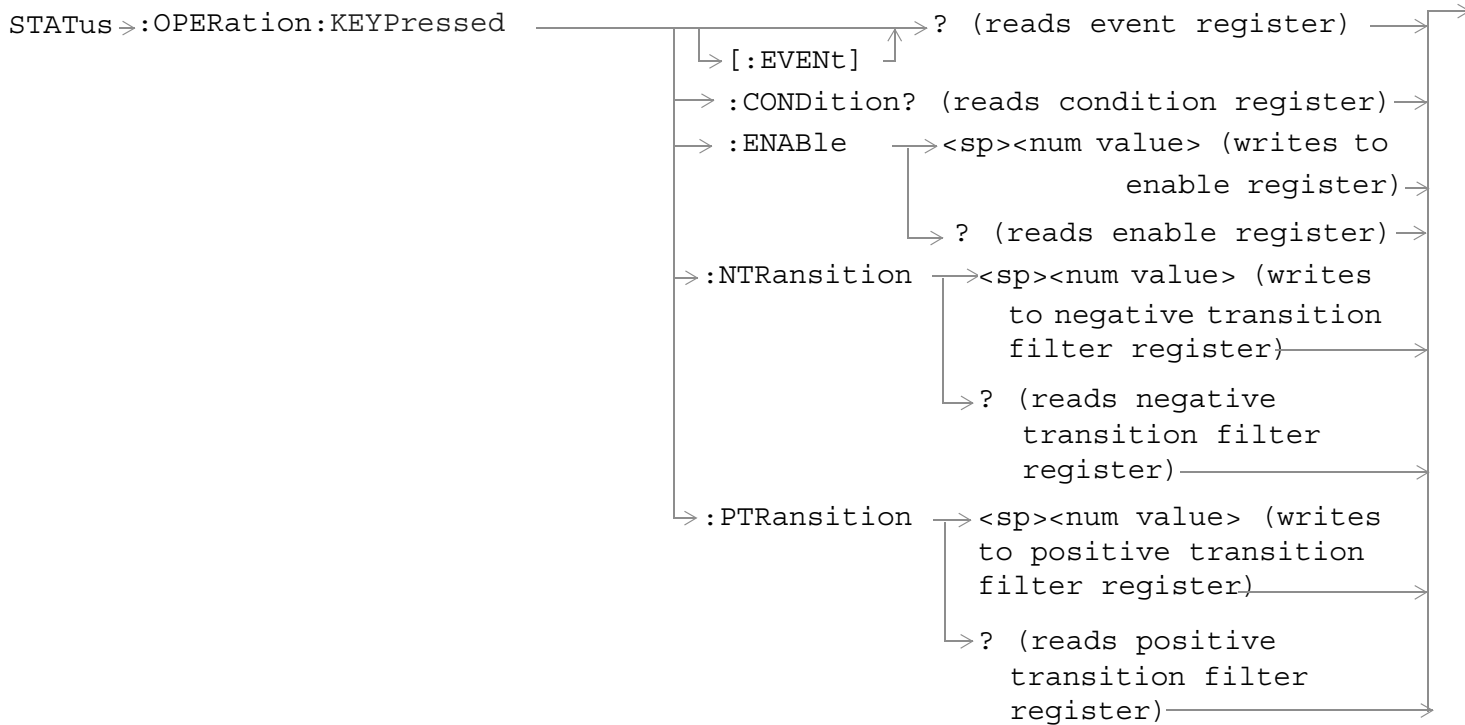 STATus :OPERation:KEYPressed ? (reads event register)
[:EVENt]
:CONDition? (reads condition register)
:ENABle <sp><num value> (writes to
enable register)
? (reads enable register)
:NTRansition <sp><num value> (writes
to negative transition
filter register)
? (reads negative
transition filter
register)
:PTRansition <sp><num value> (writes
to positive transition
filter register)
? (reads positive
transition filter
register)